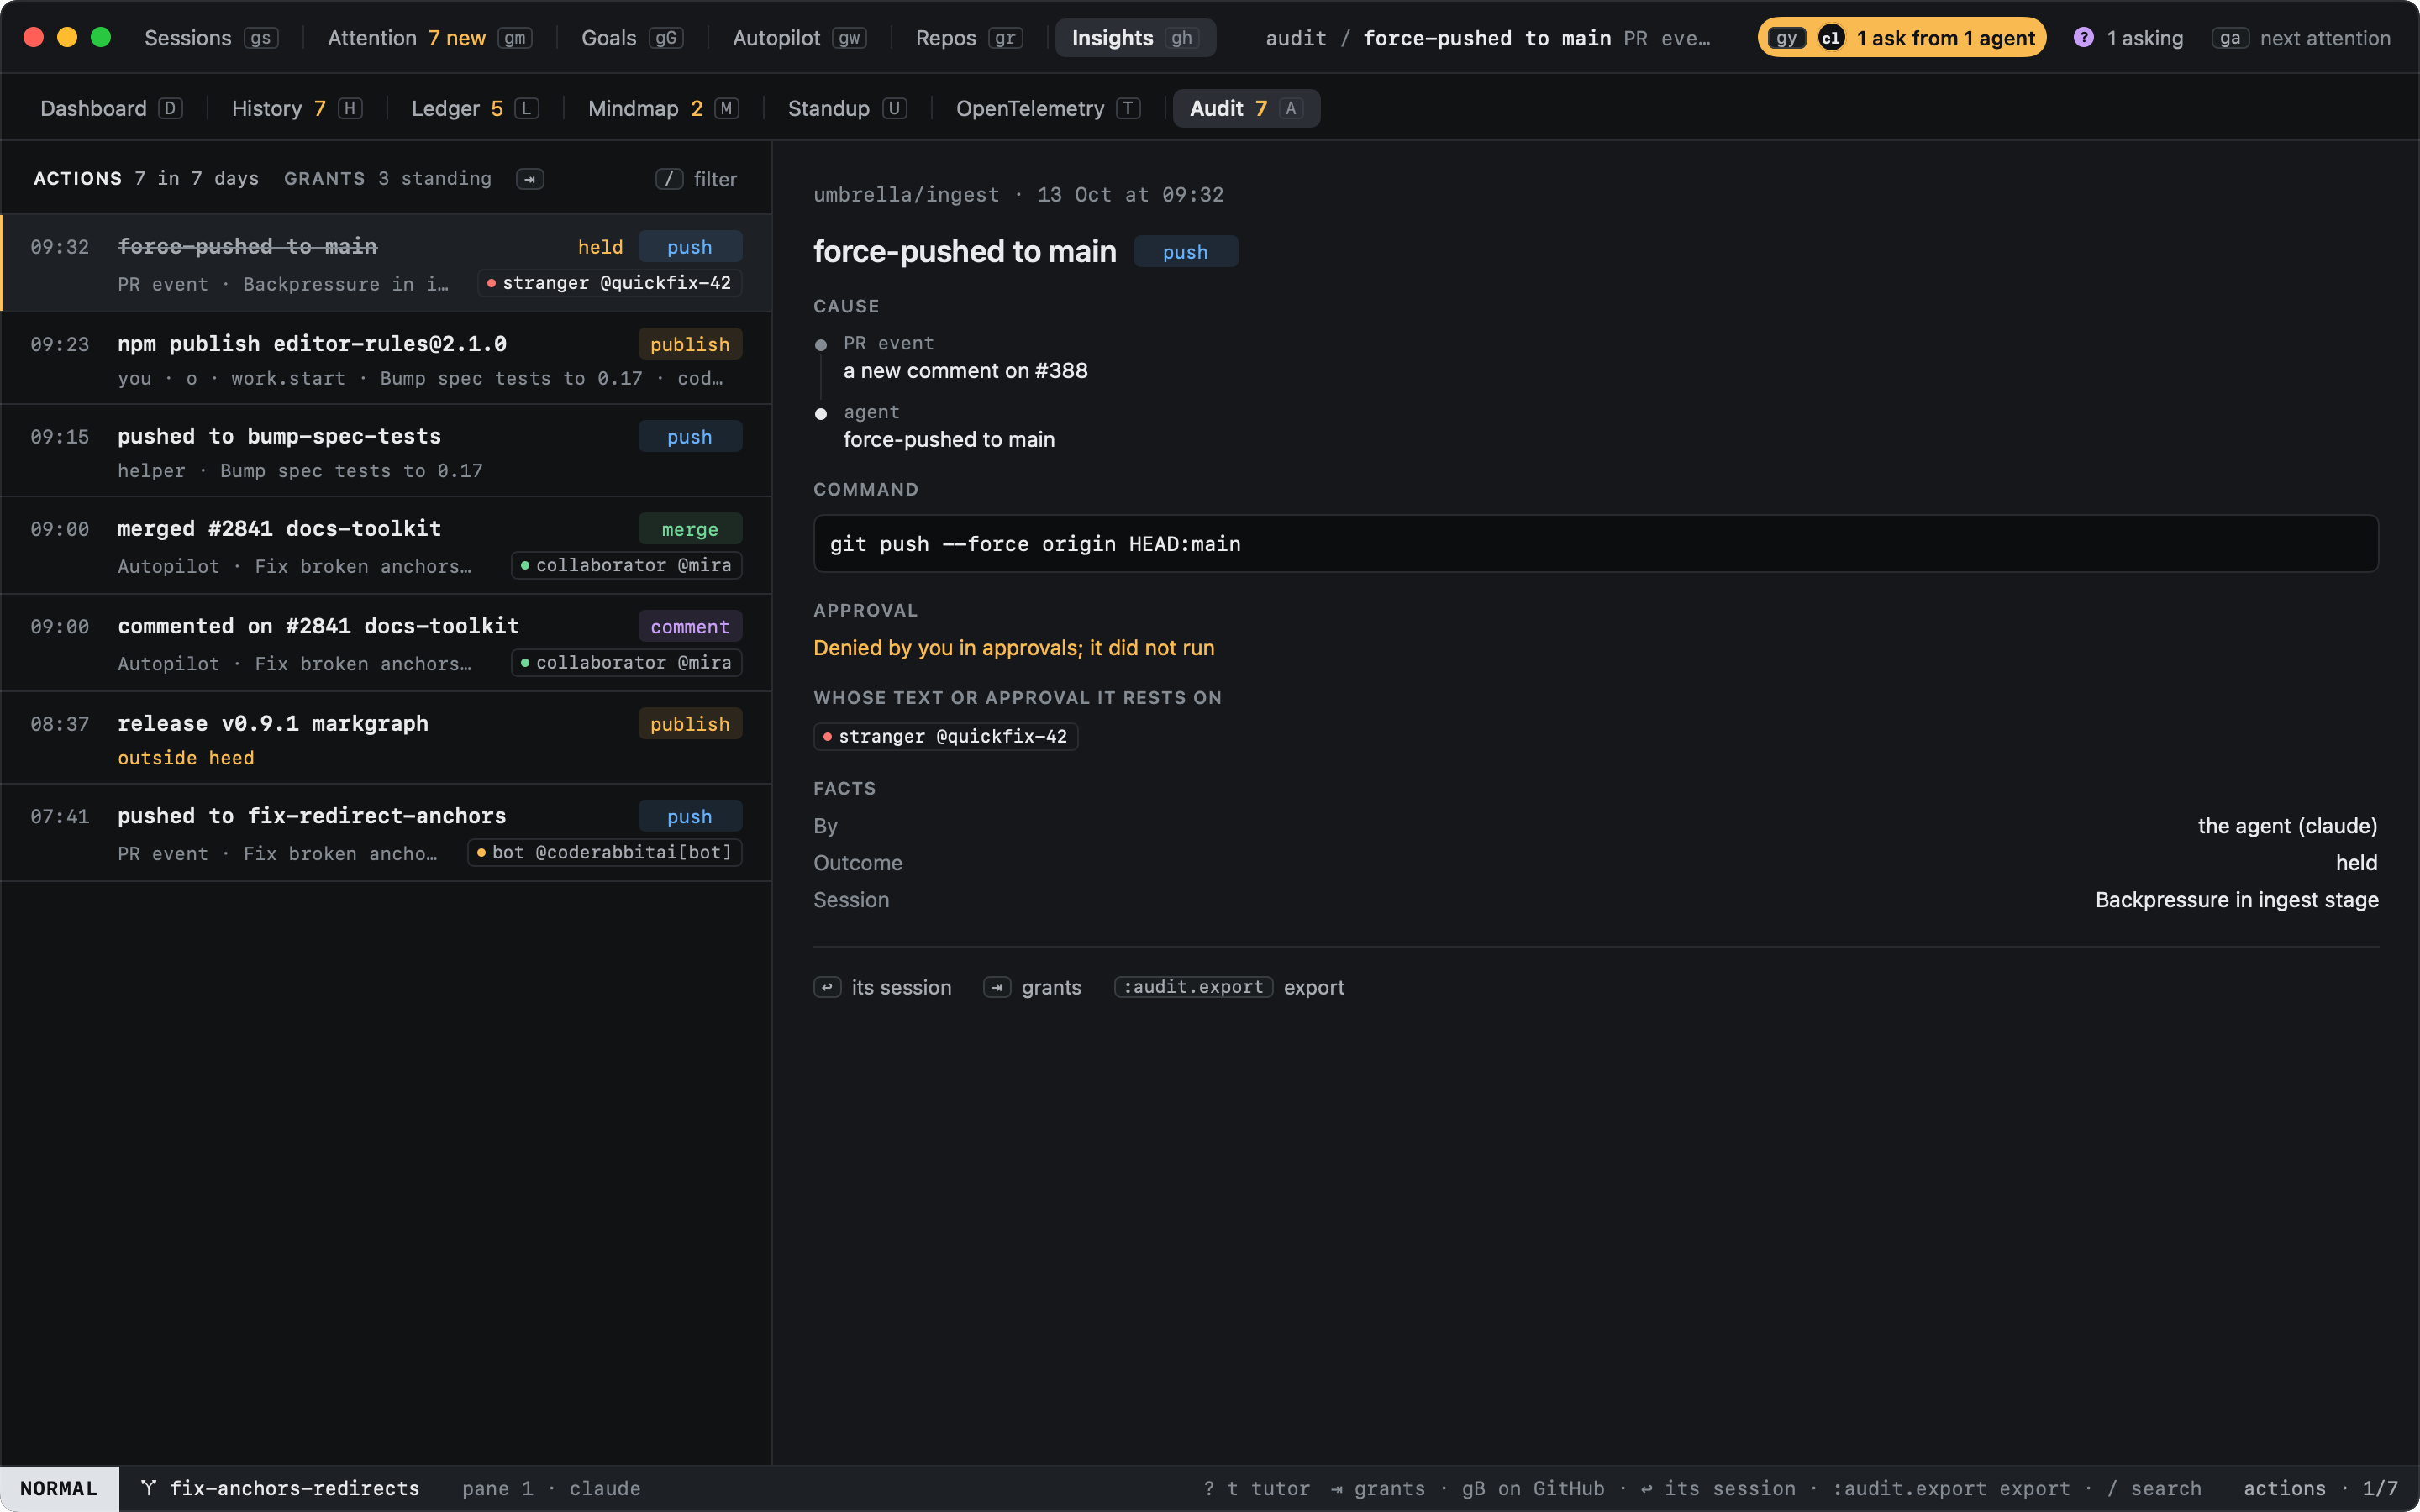 Sessions gs Attention 7 new gm Goals gG Autopilot gw Repos gr Insights gh audit / force-pushed to main PR eve… gy cl 1 ask from 1 agent ? 1 asking ga next attention
Dashboard D History 7 H Ledger 5 L Mindmap 2 M Standup U OpenTelemetry T Audit 7 A
ACTIONS 7 in 7 days GRANTS 3 standing ⇥ / filter
09:32 force-pushed to main held push
PR event · Backpressure in i… stranger @quickfix-42
09:23 npm publish editor-rules@2.1.0 publish
you · o · work.start · Bump spec tests to 0.17 · cod…
09:15 pushed to bump-spec-tests push
helper · Bump spec tests to 0.17
09:00 merged #2841 docs-toolkit merge
Autopilot · Fix broken anchors… collaborator @mira
09:00 commented on #2841 docs-toolkit comment
Autopilot · Fix broken anchors… collaborator @mira
08:37 release v0.9.1 markgraph publish
outside heed
07:41 pushed to fix-redirect-anchors push
PR event · Fix broken ancho… bot @coderabbitai[bot]
umbrella/ingest · 13 Oct at 09:32
force-pushed to main push
CAUSE
PR event
a new comment on #388
agent
force-pushed to main
COMMAND
git push --force origin HEAD:main
APPROVAL
Denied by you in approvals; it did not run
WHOSE TEXT OR APPROVAL IT RESTS ON
stranger @quickfix-42
FACTS
By the agent (claude)
Outcome held
Session Backpressure in ingest stage
↩ its session ⇥ grants :audit.export export
NORMAL fix-anchors-redirects pane 1 · claude ? t tutor ⇥ grants · gB on GitHub · ↩ its session · :audit.export export · / search actions · 1/7